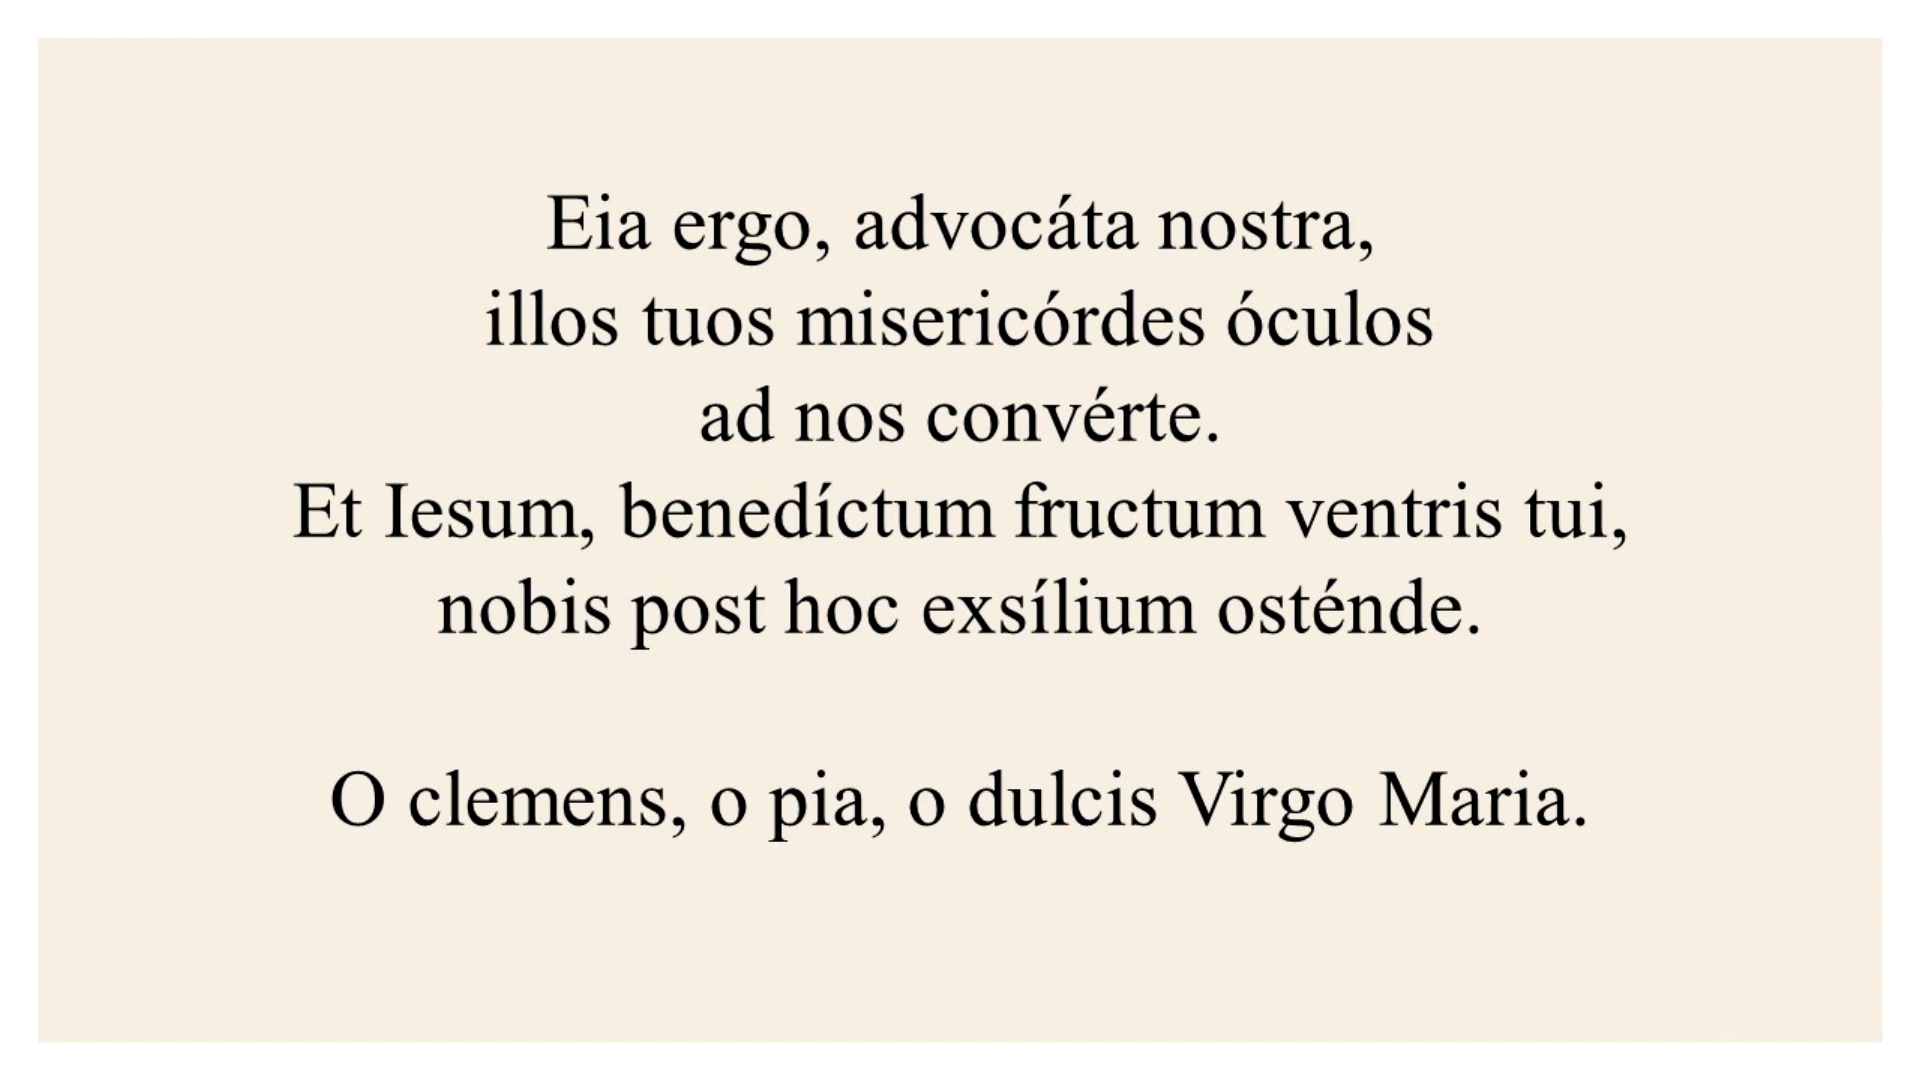 Eia ergo, advocáta nostra,
illos tuos misericórdes óculos
ad nos convérte.
Et Iesum, benedíctum fructum ventris tui,
nobis post hoc exsílium osténde.
O clemens, o pia, o dulcis Virgo Maria.